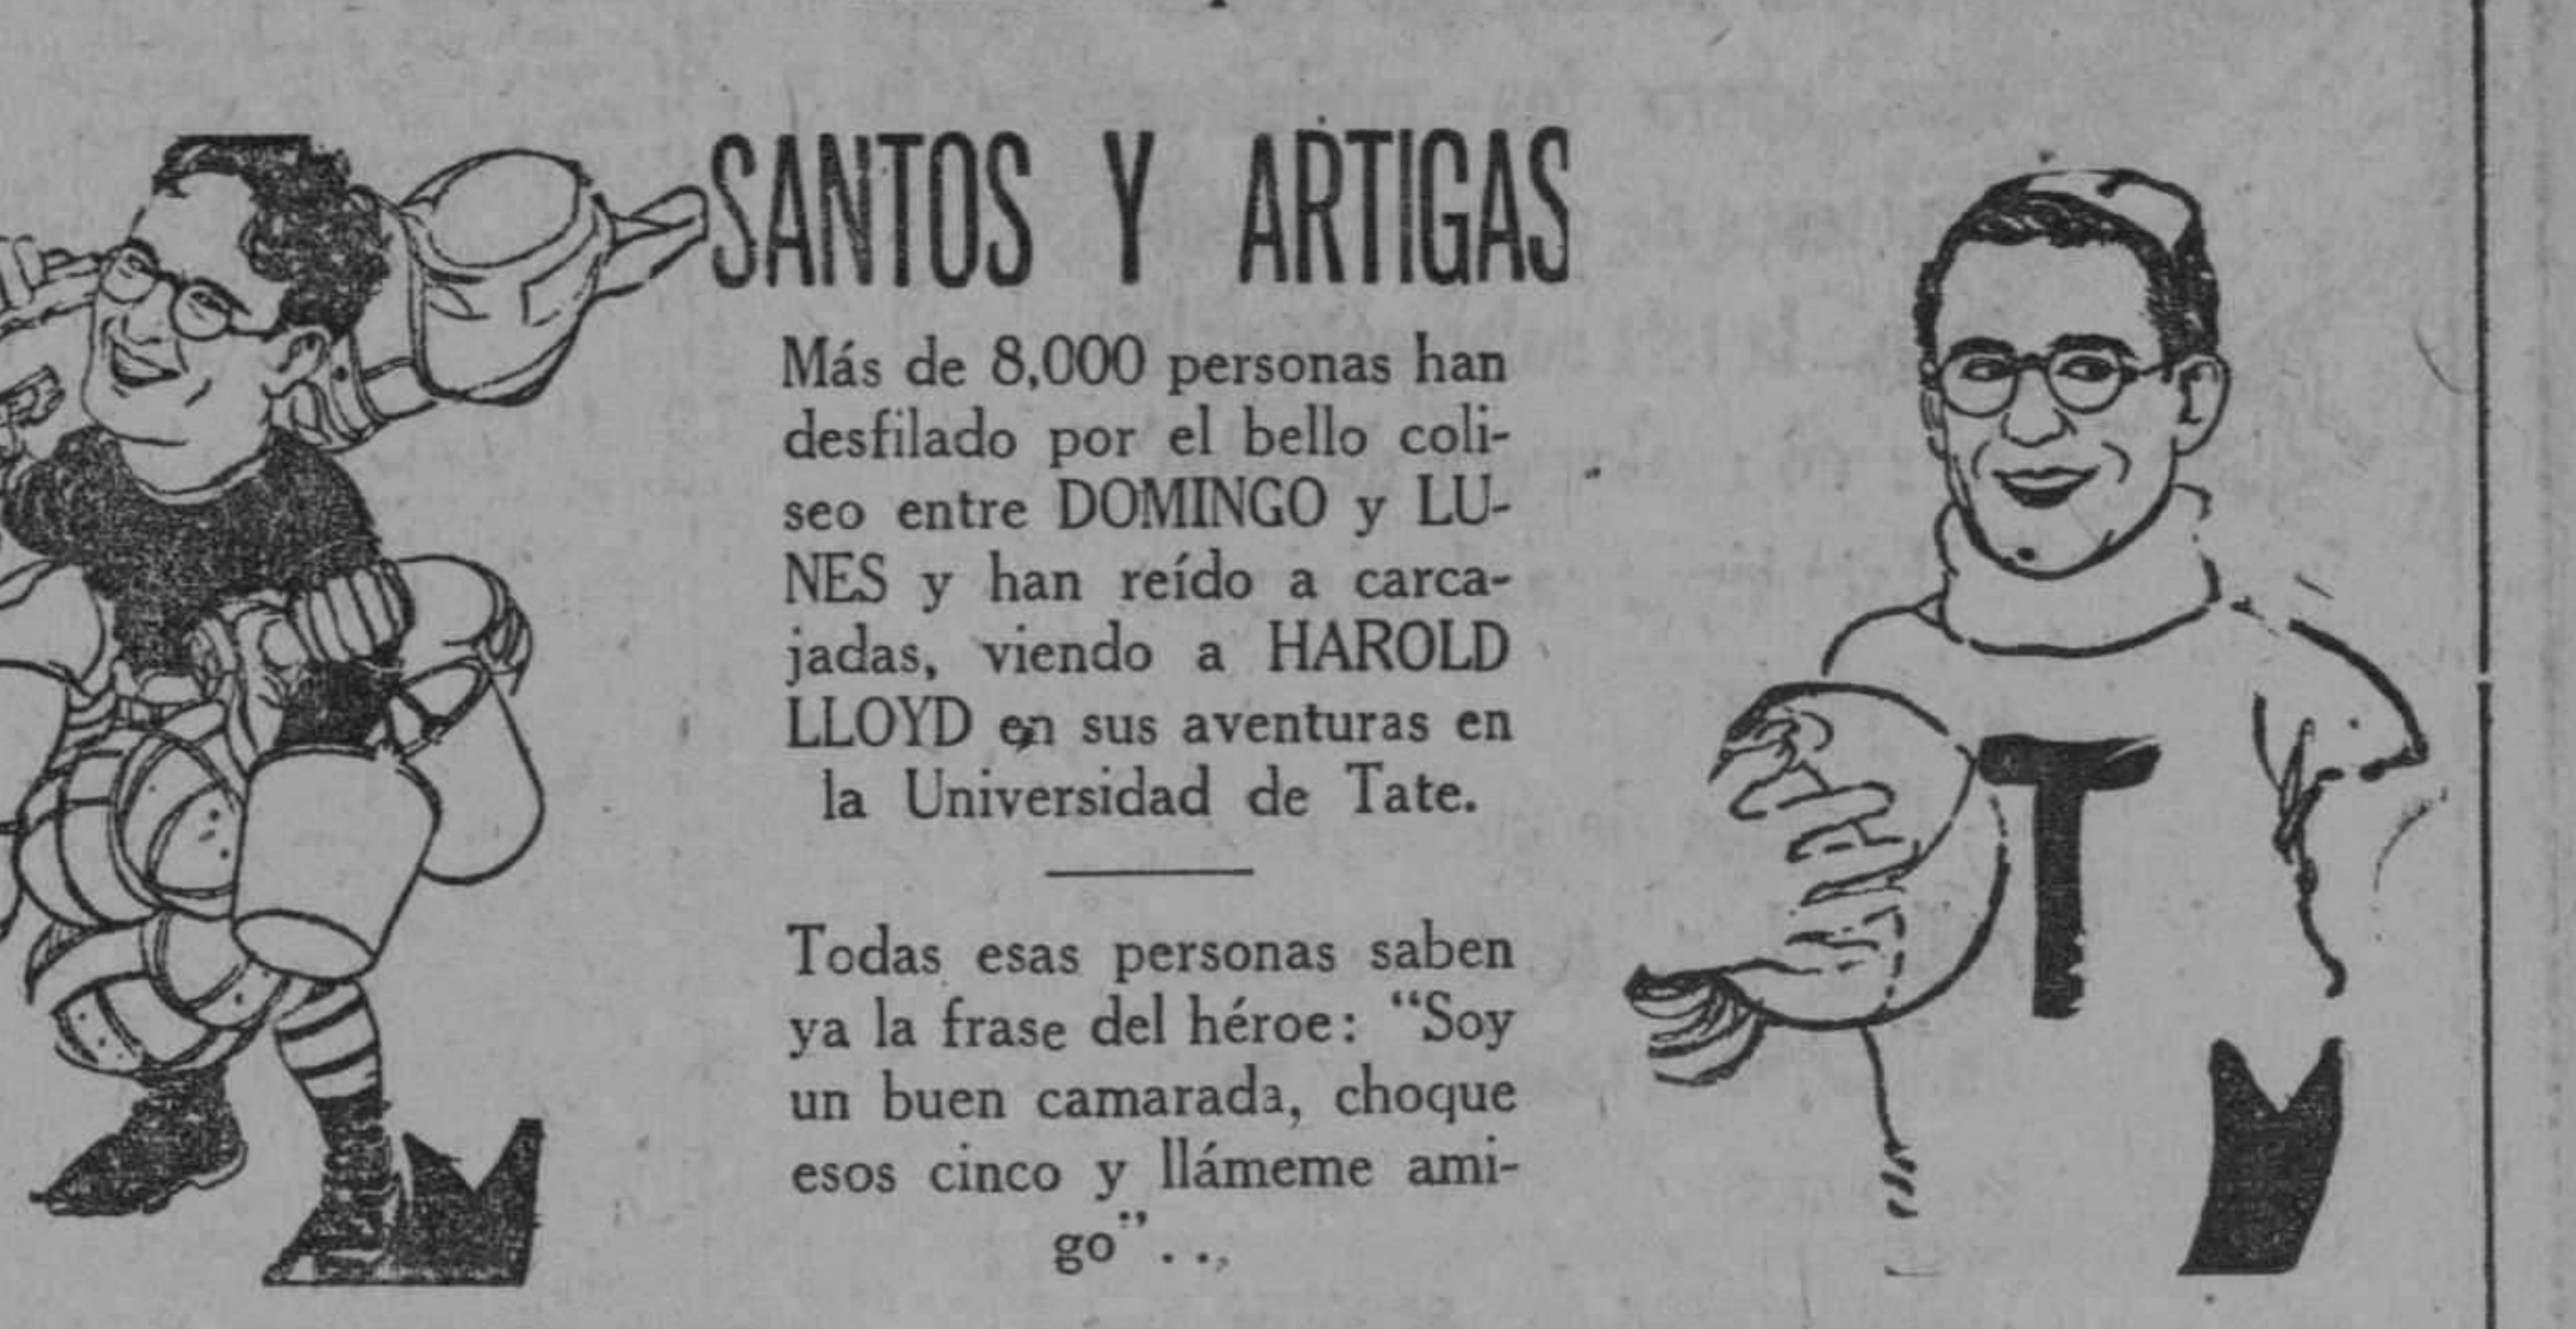 SANTOS Y ARTIGAS
Más de 8,000 personas han
desfilado por el bello coli-
seo entre DOMINGO y LU-
NES y han reído a carca-
jadas, viendo a HAROLD
LLOYD en sus aventuras en
la Universidad de Tate.
Todas esas personas saben
ya la frase del héroe: “Soy
un buen camarada, choque
esos cinco y llámeme ami-
go”...
T